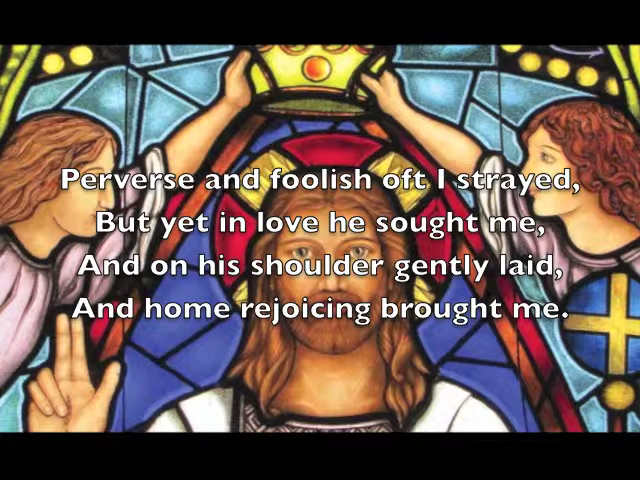 Perverse and foolish oft I strayed,
But yet in love he sought me,
And on his shoulder gently laid,
And home rejoicing brought me.